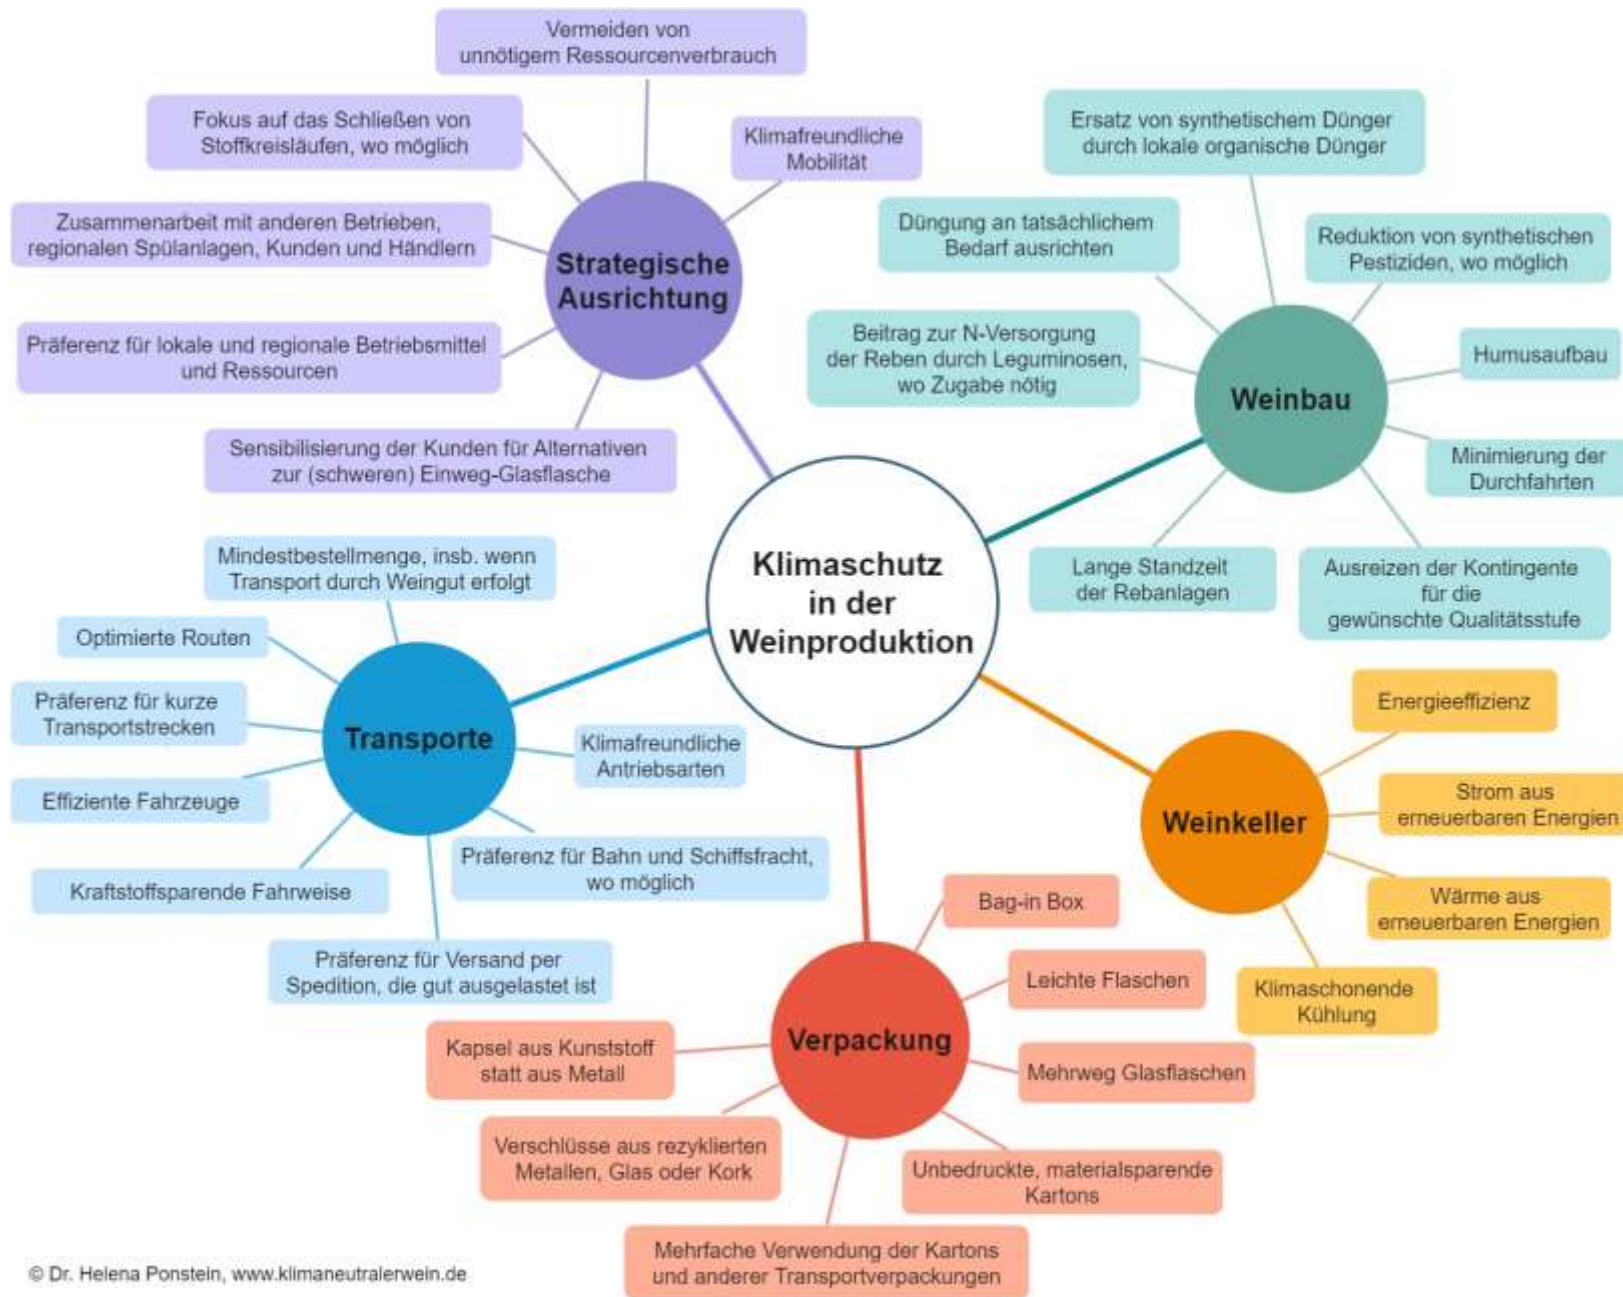 Vermeiden von
unnötigem Ressourcenverbrauch
Fokus auf das Schließen von
Stoffkreisläufen, wo möglich
Klimafreundliche
Mobilität
Zusammenarbeit mit anderen Betrieben,
regionalen Spülanlagen, Kunden und Händlern
Strategische
Ausrichtung
Präferenz für lokale und regionale Betriebsmittel
und Ressourcen
Sensibilisierung der Kunden für Alternativen
zur (schweren) Einweg-Glasflasche
Ersatz von synthetischem Dünger
durch lokale organische Dünger
Düngung an tatsächlichem
Bedarf ausrichten
Reduktion von synthetischen
Pestiziden, wo möglich
Beitrag zur N-Versorgung
der Reben durch Leguminosen,
wo Zugabe nötig
Humusaufbau
Weinbau
Minimierung der
Durchfahrten
Lange Standzeit
der Rebanlagen
Ausreizen der Kontingente
für die
gewünschte Qualitätsstufe
Klimaschutz
in der
Weinproduktion
Mindestbestellmenge, insb. wenn
Transport durch Weingut erfolgt
Optimierte Routen
Präferenz für kurze
Transportstrecken
Transporte
Klimafreundliche
Antriebsarten
Effiziente Fahrzeuge
Präferenz für Bahn und Schiffsfracht,
wo möglich
Kraftstoffsparende Fahrweise
Präferenz für Versand per
Spedition, die gut ausgelastet ist
Energieeffizienz
Strom aus
erneuerbaren Energien
Weinkeller
Wärme aus
erneuerbaren Energien
Klimaschonende
Kühlung
Bag-in Box
Leichte Flaschen
Verpackung
Kapsel aus Kunststoff
statt aus Metall
Mehrweg Glasflaschen
Verschlüsse aus rezyklierten
Metallen, Glas oder Kork
Unbedruckte, materialsparende
Kartons
Mehrfache Verwendung der Kartons
und anderer Transportverpackungen
© Dr. Helena Ponstein, www.klimaneutralerwein.de